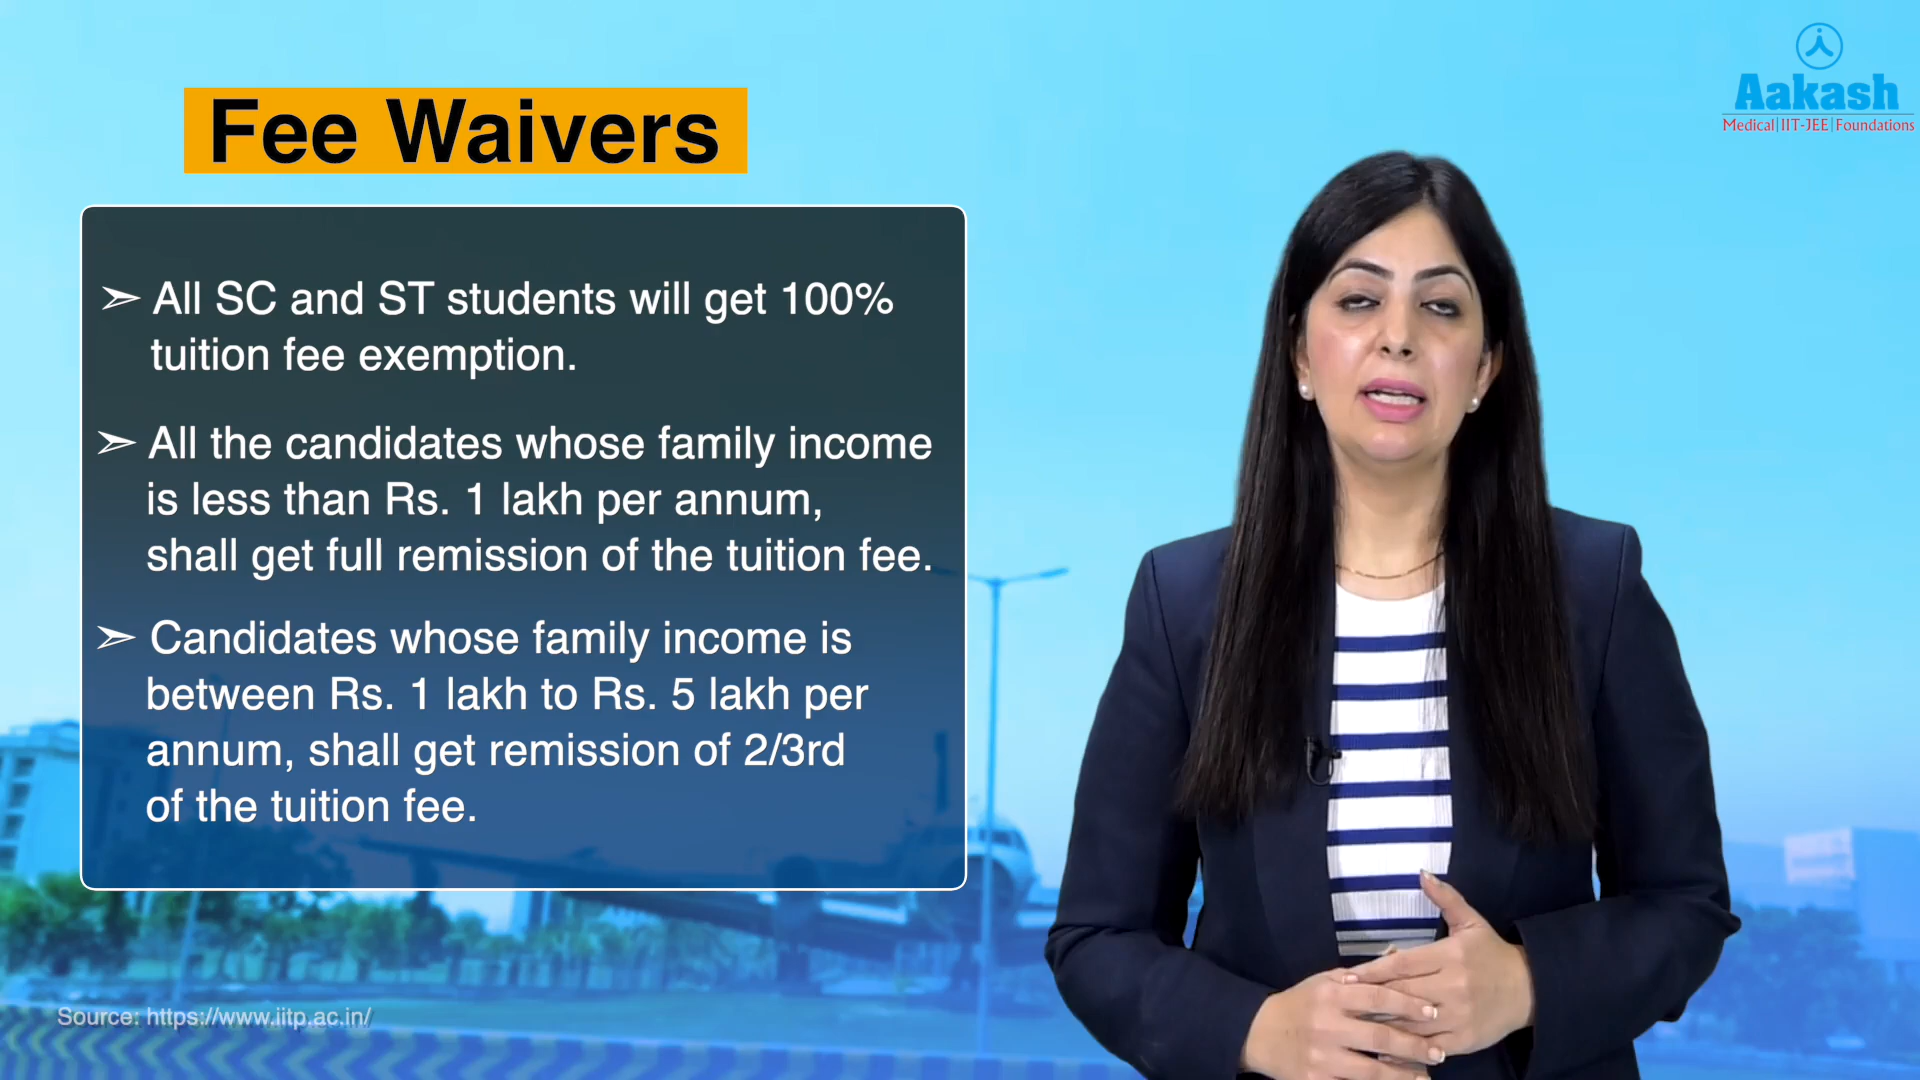 Aakash
Medical|IIT-JEE|Foundations
Fee Waivers
➢ All SC and ST students will get 100%
tuition fee exemption.
➢ All the candidates whose family income
is less than Rs. 1 lakh per annum,
shall get full remission of the tuition fee.
➢ Candidates whose family income is
between Rs. 1 lakh to Rs. 5 lakh per
annum, shall get remission of 2/3rd
of the tuition fee.
Source: https://www.iitp.ac.in/